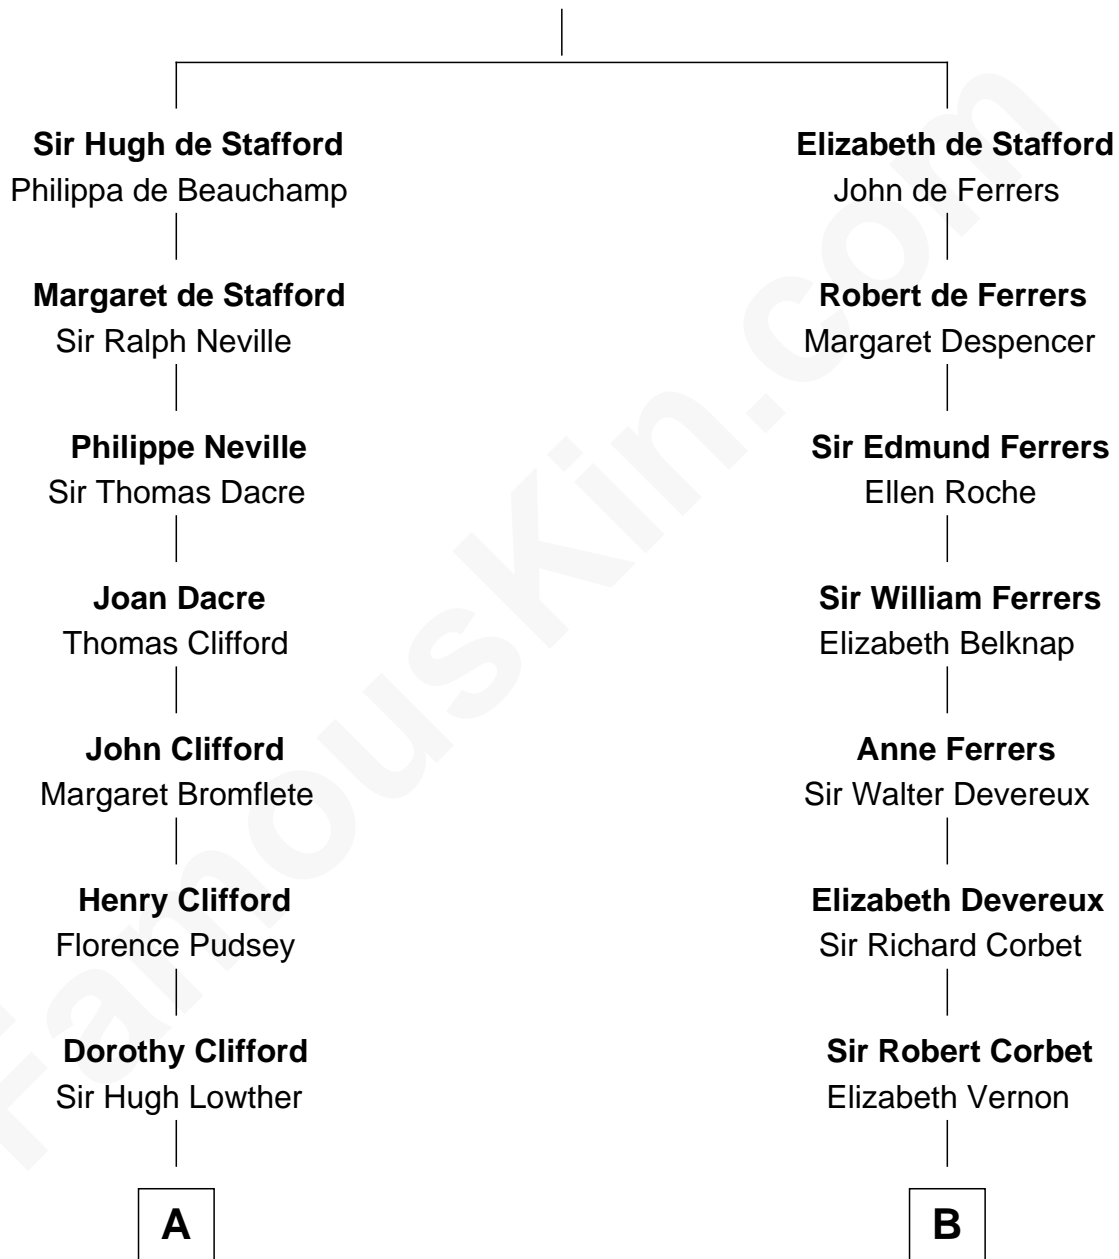 Sir Hugh de Stafford
Philippa de Beauchamp
Margaret de Stafford
Sir Ralph Neville
Philippe Neville
Sir Thomas Dacre
Joan Dacre
Thomas Clifford
John Clifford
Margaret Bromflete
Henry Clifford
Florence Pudsey
Dorothy Clifford
Sir Hugh Lowther
A
Elizabeth de Stafford
John de Ferrers
Robert de Ferrers
Margaret Despencer
Sir Edmund Ferrers
Ellen Roche
Sir William Ferrers
Elizabeth Belknap
Anne Ferrers
Sir Walter Devereux
Elizabeth Devereux
Sir Richard Corbet
Sir Robert Corbet
Elizabeth Vernon
B
FamousKin.com